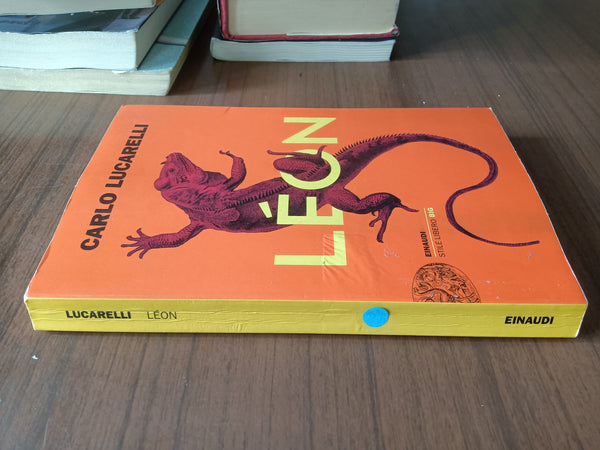 CARLO LUCARELLI
LÉON
EINAUDI
STILE LIBERO BIG
LUCARELLI LÉON
EINAUDI